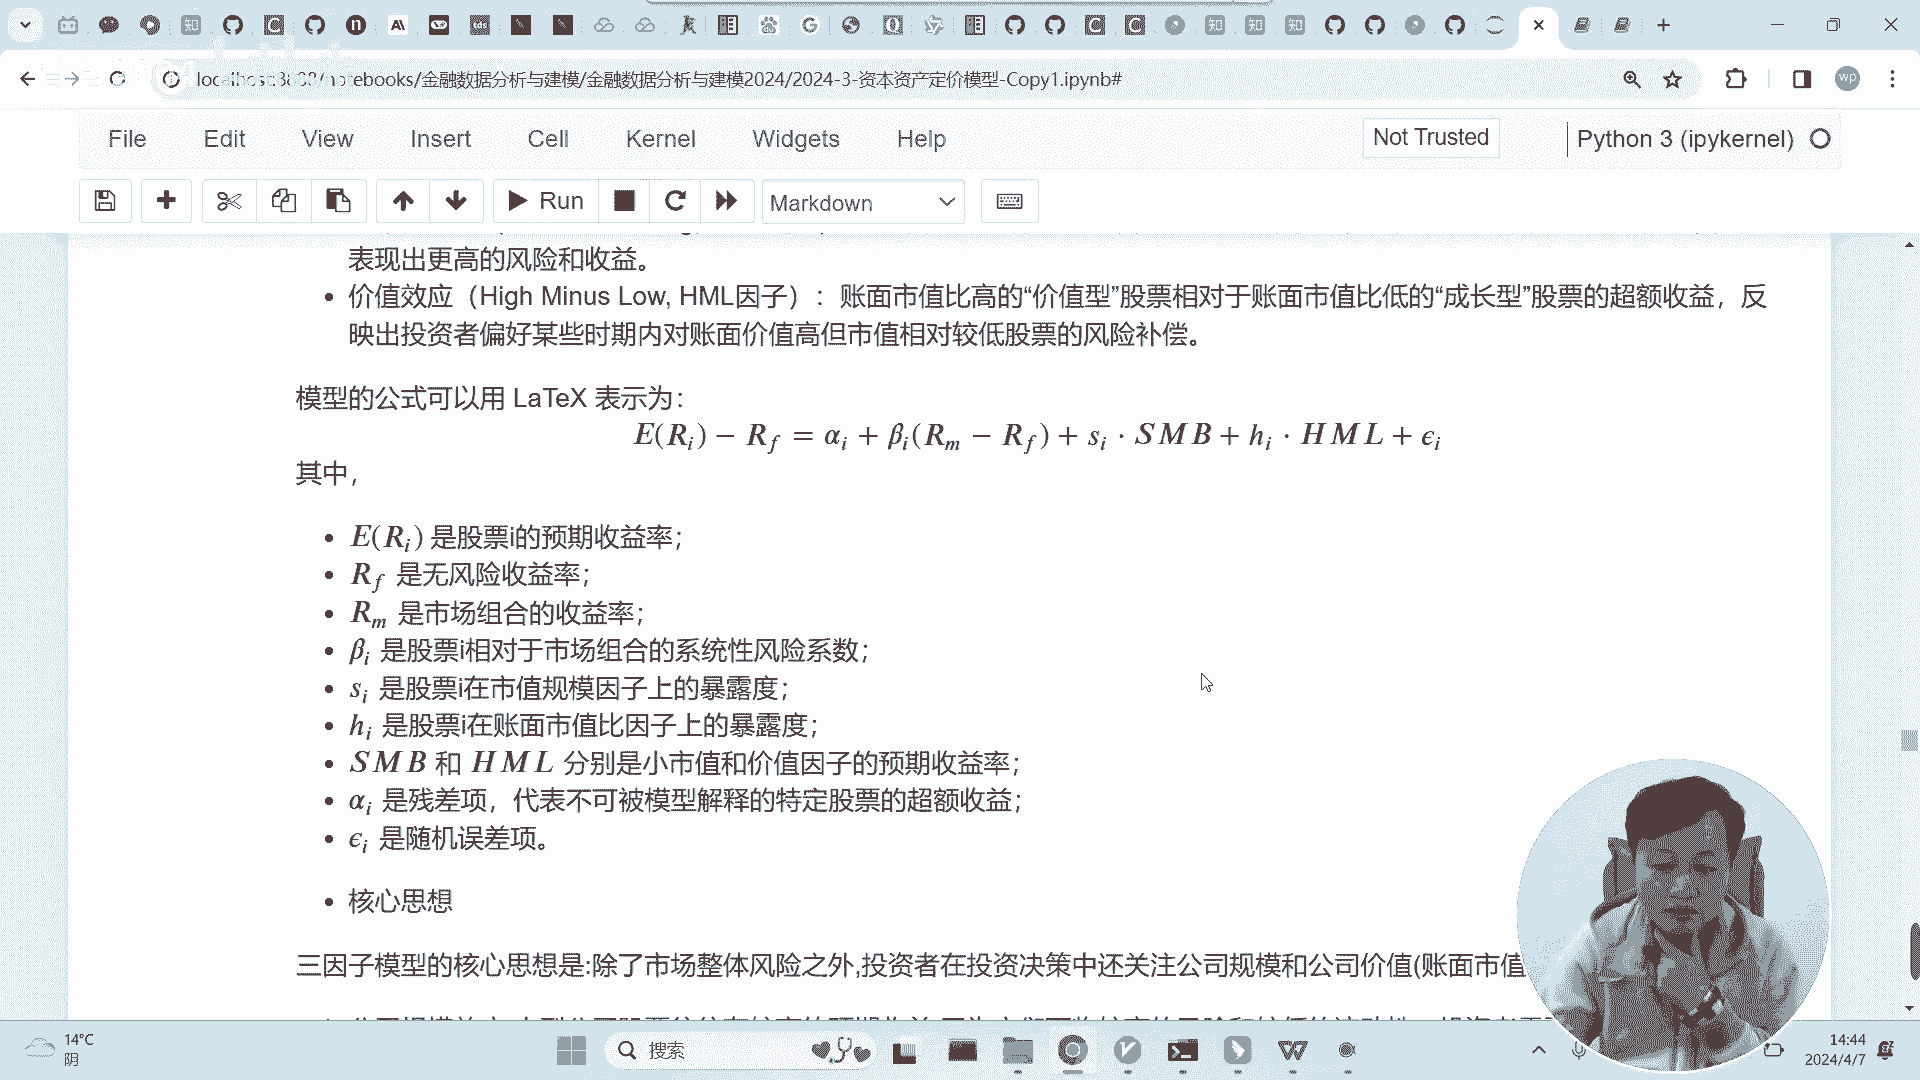 localhost:8888/notebooks/金融数据分析与建模/金融数据分析与建模2024/2024-3-资本资产定价模型-Copy1.ipynb#
wp
File Edit View Insert Cell Kernel Widgets Help Not Trusted Python 3 (ipykernel)
Run Markdown
表现出更高的风险和收益。
• 价值效应（High Minus Low, HML因子）：账面市值比高的“价值型”股票相对于账面市值比低的“成长型”股票的超额收益，反
映出投资者偏好某些时期内对账面价值高但市值相对较低股票的风险补偿。
模型的公式可以用 LaTeX 表示为：
E(Rᵢ) − R_f = αᵢ + βᵢ(Rₘ − R_f) + sᵢ · SMB + hᵢ · HML + ϵᵢ
其中，
• E(Rᵢ) 是股票i的预期收益率；
• R_f 是无风险收益率；
• Rₘ 是市场组合的收益率；
• βᵢ 是股票i相对于市场组合的系统性风险系数；
• sᵢ 是股票i在市值规模因子上的暴露度；
• hᵢ 是股票i在账面市值比因子上的暴露度；
• SMB 和 HML 分别是小市值和价值因子的预期收益率；
• αᵢ 是残差项，代表不可被模型解释的特定股票的超额收益；
• ϵᵢ 是随机误差项。
• 核心思想
三因子模型的核心思想是:除了市场整体风险之外,投资者在投资决策中还关注公司规模和公司价值(账面市值
14°C
阴
搜索
14:44
2024/4/7